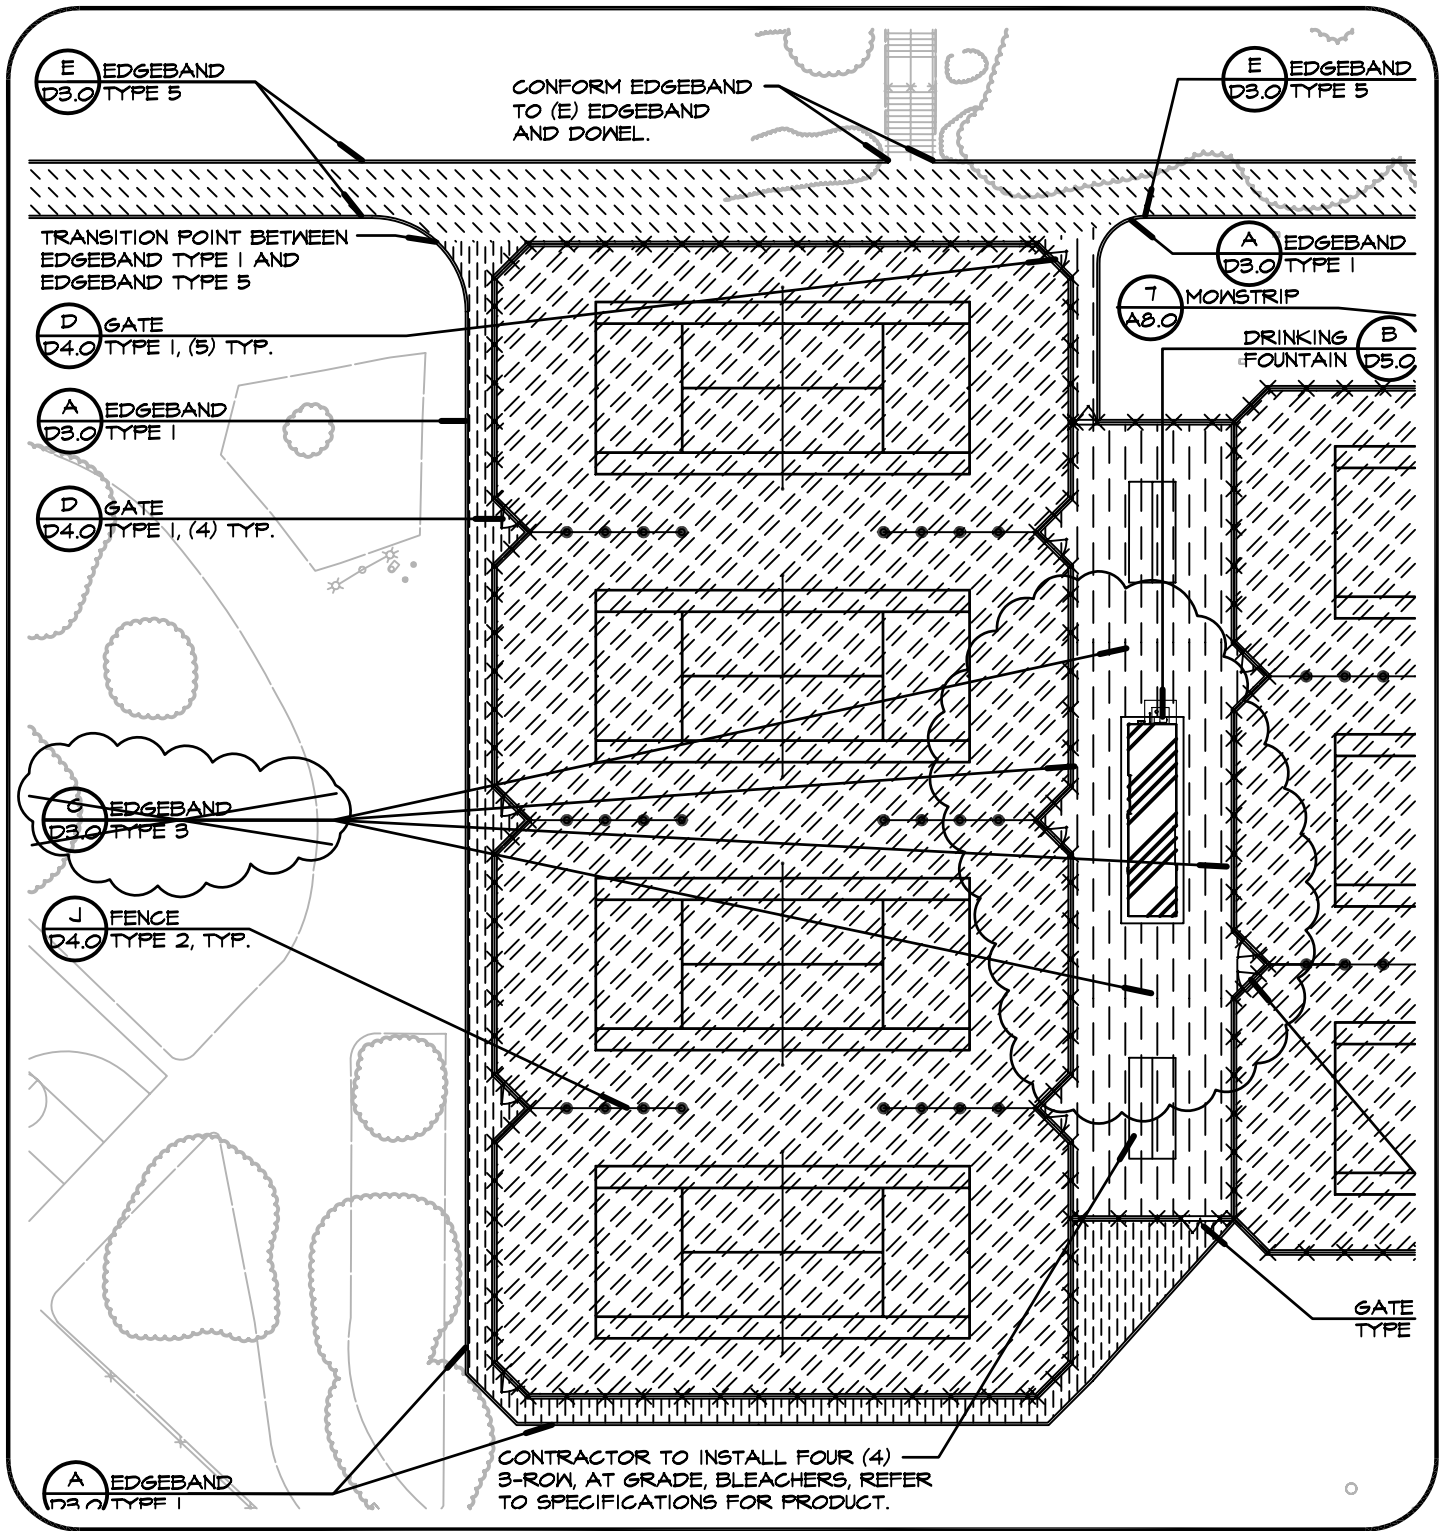 E
D3.0
EDGEBAND
TYPE 5
CONFORM EDGEBAND
TO (E) EDGEBAND
AND DOWEL.
E
D3.0
EDGEBAND
TYPE 5
TRANSITION POINT BETWEEN
EDGEBAND TYPE 1 AND
EDGEBAND TYPE 5
A
D3.0
EDGEBAND
TYPE 1
7
A8.0
MOWSTRIP
D
D4.0
GATE
TYPE 1, (5) TYP.
DRINKING
FOUNTAIN
B
D5.0
A
D3.0
EDGEBAND
TYPE 1
D
D4.0
GATE
TYPE 1, (4) TYP.
C
D3.0
EDGEBAND
TYPE 3
J
D4.0
FENCE
TYPE 2, TYP.
GATE
TYPE
CONTRACTOR TO INSTALL FOUR (4)
3-ROW, AT GRADE, BLEACHERS, REFER
TO SPECIFICATIONS FOR PRODUCT.
A
D3.0
EDGEBAND
TYPE 1